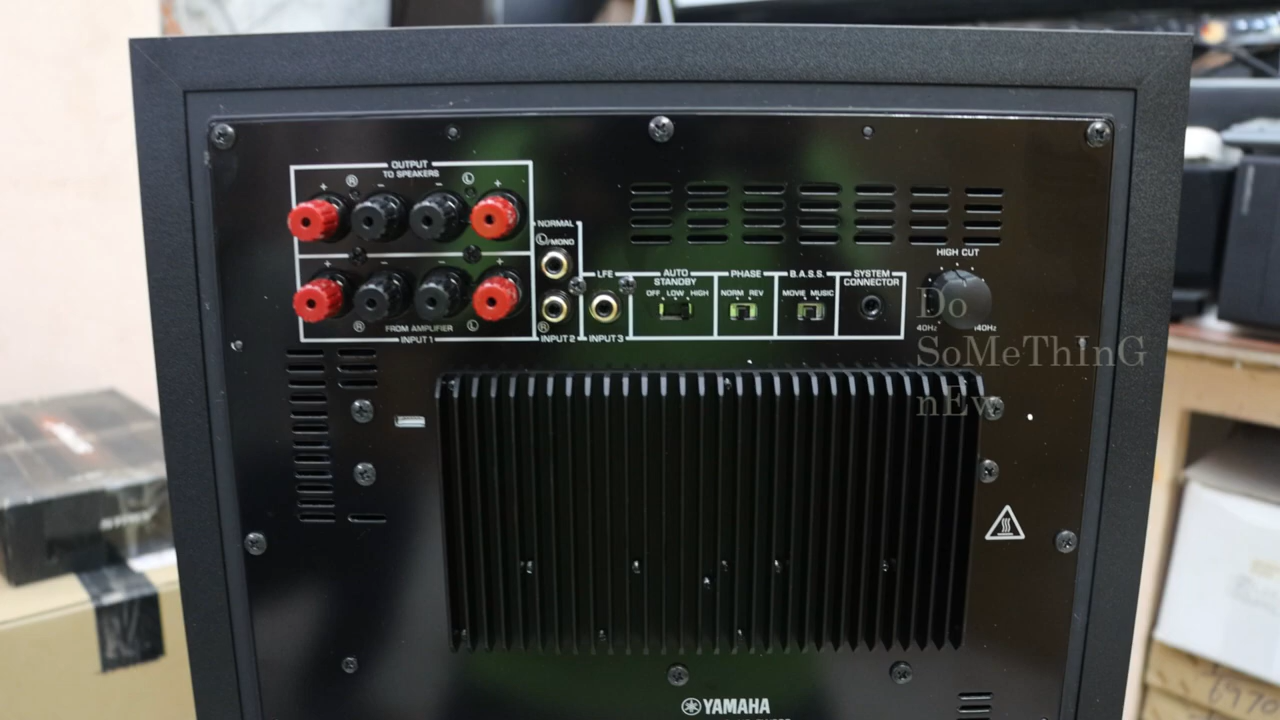 OUTPUT
TO SPEAKERS
+ R - - L +
+ - - +
R FROM AMPLIFIER L
INPUT 1
NORMAL
L/MONO
R
INPUT 2
LFE
INPUT 3
AUTO
STANDBY
OFF LOW HIGH
PHASE
NORM REV
B.A.S.S.
MOVIE MUSIC
SYSTEM
CONNECTOR
HIGH CUT
40Hz 140Hz
Do
SoMeThInG
nEw
YAMAHA
6970